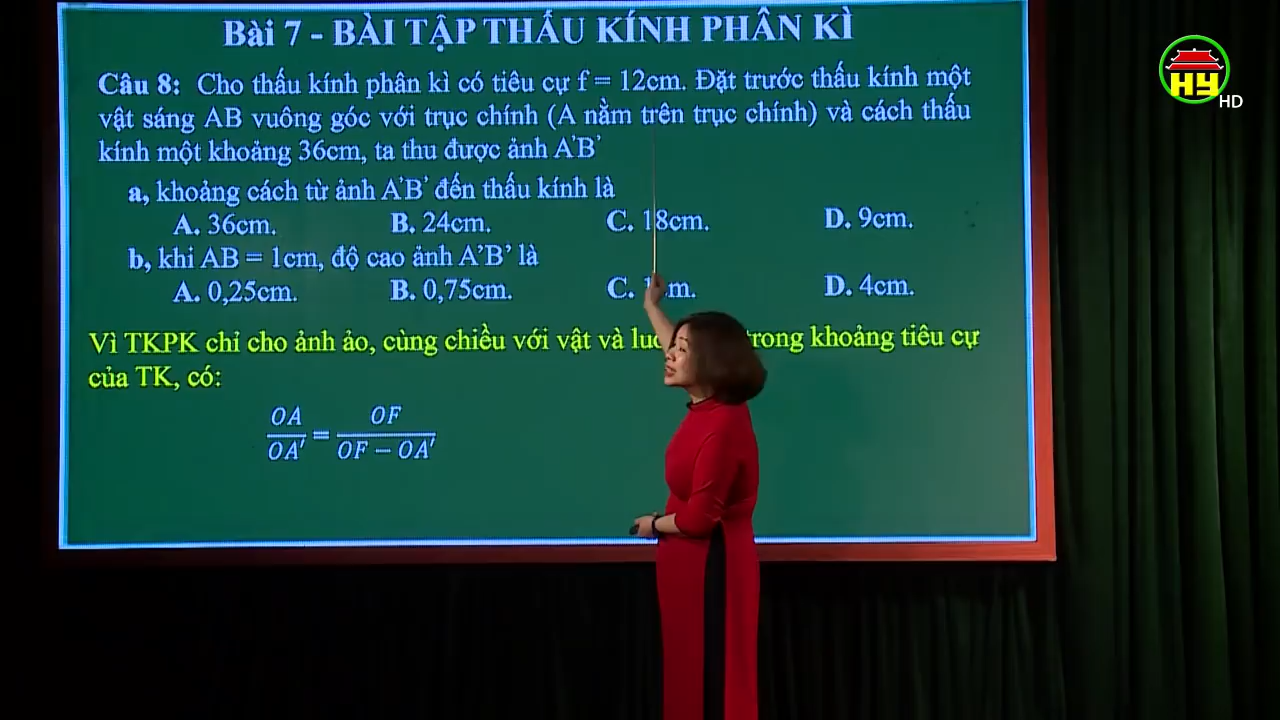 Bài 7 - BÀI TẬP THẤU KÍNH PHÂN KÌ
Câu 8: Cho thấu kính phân kì có tiêu cự f = 12cm. Đặt trước thấu kính một
vật sáng AB vuông góc với trục chính (A nằm trên trục chính) và cách thấu
kính một khoảng 36cm, ta thu được ảnh A'B'
a, khoảng cách từ ảnh A'B' đến thấu kính là
A. 36cm. B. 24cm. C. 18cm. D. 9cm.
b, khi AB = 1cm, độ cao ảnh A'B' là
A. 0,25cm. B. 0,75cm. C. m. D. 4cm.
Vì TKPK chỉ cho ảnh ảo, cùng chiều với vật và trong khoảng tiêu cự
của TK, có:
OA/OA' = OF/(OF − OA')
HY
HD